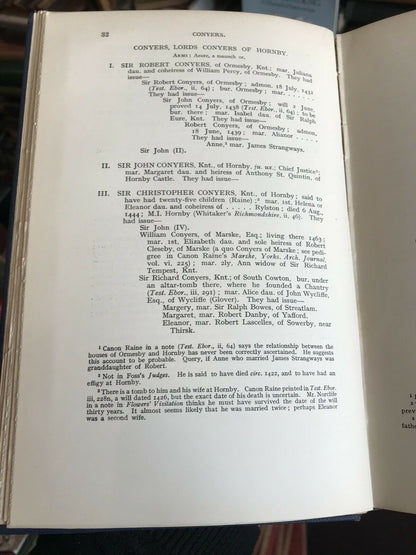 32 CONYERS.
CONYERS, LORDS CONYERS OF HORNBY.
ARMS: Azure, a maunch or.
I. SIR ROBERT CONYERS, of Ormesby, Knt.; mar. Juliana
dau. and coheiress of William Percy, of Ormesby. They had
issue—
Sir Robert Conyers, of Ormesby; admon. 18 July, 1432
(Test. Ebor., ii, 64); bur. Ormesby; mar. . . . . . .
They had issue—
Sir John Conyers, of Ormesby; will 2 June,
proved 14 July, 1438 (Test. Ebor., ii, 64); to be
bur. there; mar. Isabel dau. of Sir Ralph
Eure, Knt. They had issue—
Robert Conyers, of Ormesby; admon.
18 June, 1439; mar. Alianor . . . . . .
They had issue—
Anne,¹ mar. James Strangways.
Sir John (II).
II. SIR JOHN CONYERS, Knt., of Hornby, ju. ux.; Chief Justice²;
mar. Margaret dau. and heiress of Anthony St. Quintin, of
Hornby Castle. They had issue—
III. SIR CHRISTOPHER CONYERS, Knt., of Hornby; said to
have had twenty-five children (Raine);³ mar. 1st, Helena or
Eleanor dau. and coheiress of . . . . . Rylston; died 6 Aug.,
1444; M.I. Hornby (Whitaker's Richmondshire, ii, 46). They
had issue—
Sir John (IV).
William Conyers, of Marske, Esq.; living there 1463;
mar. 1st, Elizabeth dau. and sole heiress of Robert
Cleseby, of Marske (a quo Conyers of Marske; see pedi-
gree in Canon Raine's Marske, Yorks. Arch. Journal,
vol. vi, 225); mar. 2ly, Ann widow of Sir Richard
Tempest, Knt.
Sir Richard Conyers, Knt.; of South Cowton, bur. under
an altar-tomb there, where he founded a Chantry
(Test. Ebor., iii, 291); mar. Alice dau. of John Wycliffe,
Esq., of Wycliffe (Glover). They had issue—
Margery, mar. Sir Ralph Bowes, of Streatlam.
Margaret, mar. Robert Danby, of Yafford.
Eleanor, mar. Robert Lascelles, of Sowerby, near
Thirsk.
¹ Canon Raine in a note (Test. Ebor., ii, 64) says the relationship between the
houses of Ormesby and Hornby has never been correctly ascertained. He suggests
this account to be probable. Query, if Anne who married James Strangways was
granddaughter of Robert.
² Not in Foss's Judges. He is said to have died circ. 1422, and to have had an
effigy at Hornby.
³ There is a tomb to him and his wife at Hornby. Canon Raine printed in Test. Ebor.
iii, 228n, a will dated 1426, but the exact date of his death is uncertain. Mr. Norcliffe
in a note in Flowers' Visitation thinks he must have survived the date of the will
thirty years. It almost seems likely that he was married twice; perhaps Eleanor
was a second wife.
prev
fathe